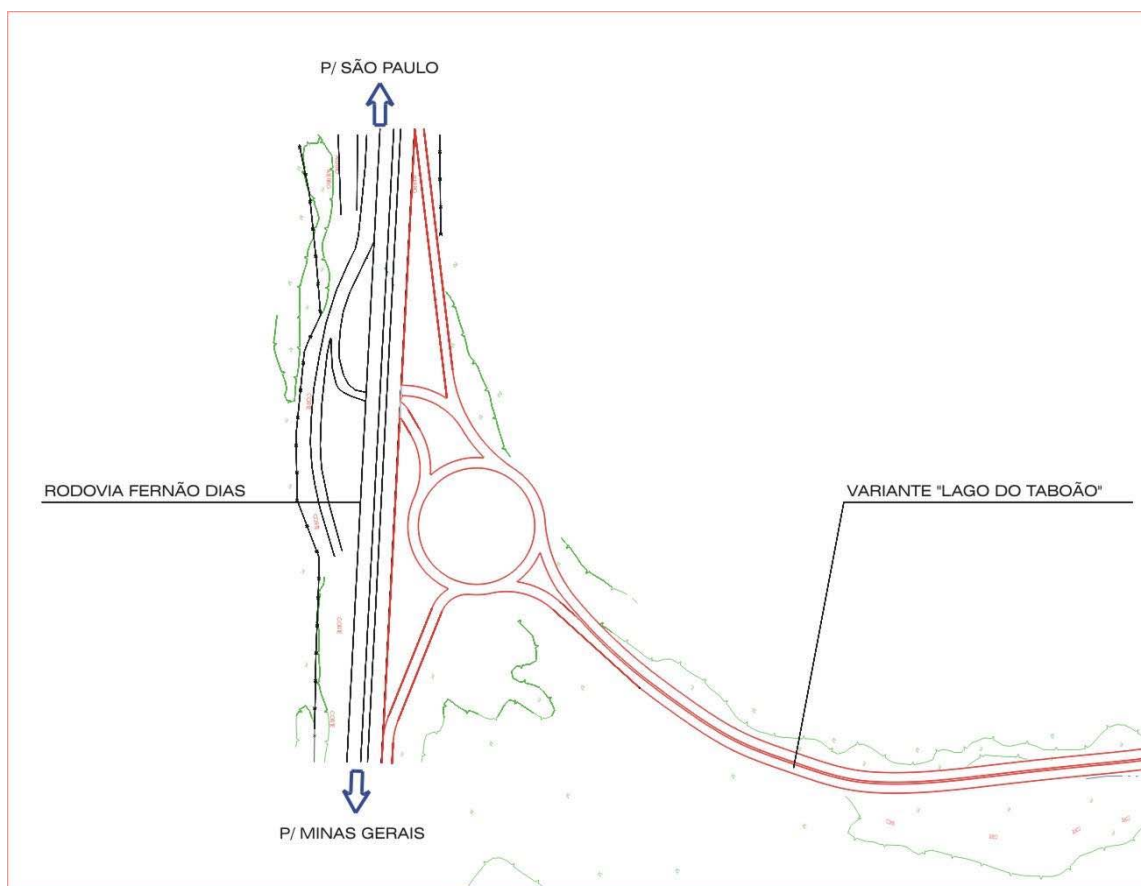 P/ SÃO PAULO
RODOVIA FERNÃO DIAS
VARIANTE "LAGO DO TABOÃO"
P/ MINAS GERAIS